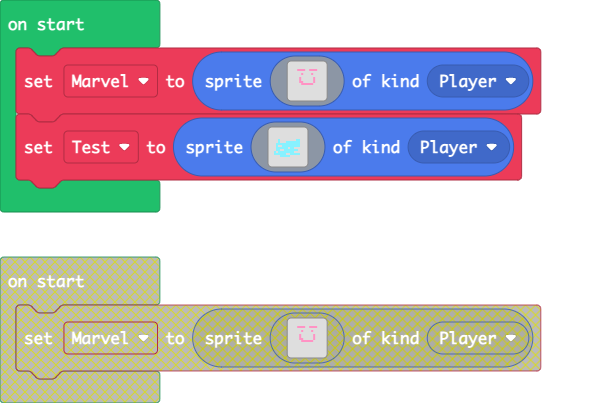 on start
set Marvel to sprite of kind Player
set Test to sprite of kind Player
on start
set Marvel to sprite of kind Player